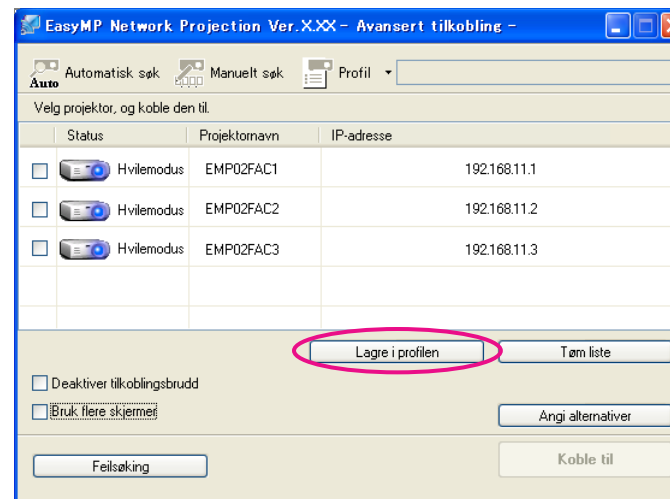 EasyMP Network Projection Ver.X.XX – Avansert tilkobling –
Auto Automatisk søk Manuelt søk Profil
Velg projektor, og koble den til.
Status Projektornavn IP-adresse
Hvilemodus EMP02FAC1 192.168.11.1
Hvilemodus EMP02FAC2 192.168.11.2
Hvilemodus EMP02FAC3 192.168.11.3
Lagre i profilen Tøm liste
Deaktiver tilkoblingsbrudd
Bruk flere skjermer
Angi alternativer
Feilsøking Koble til